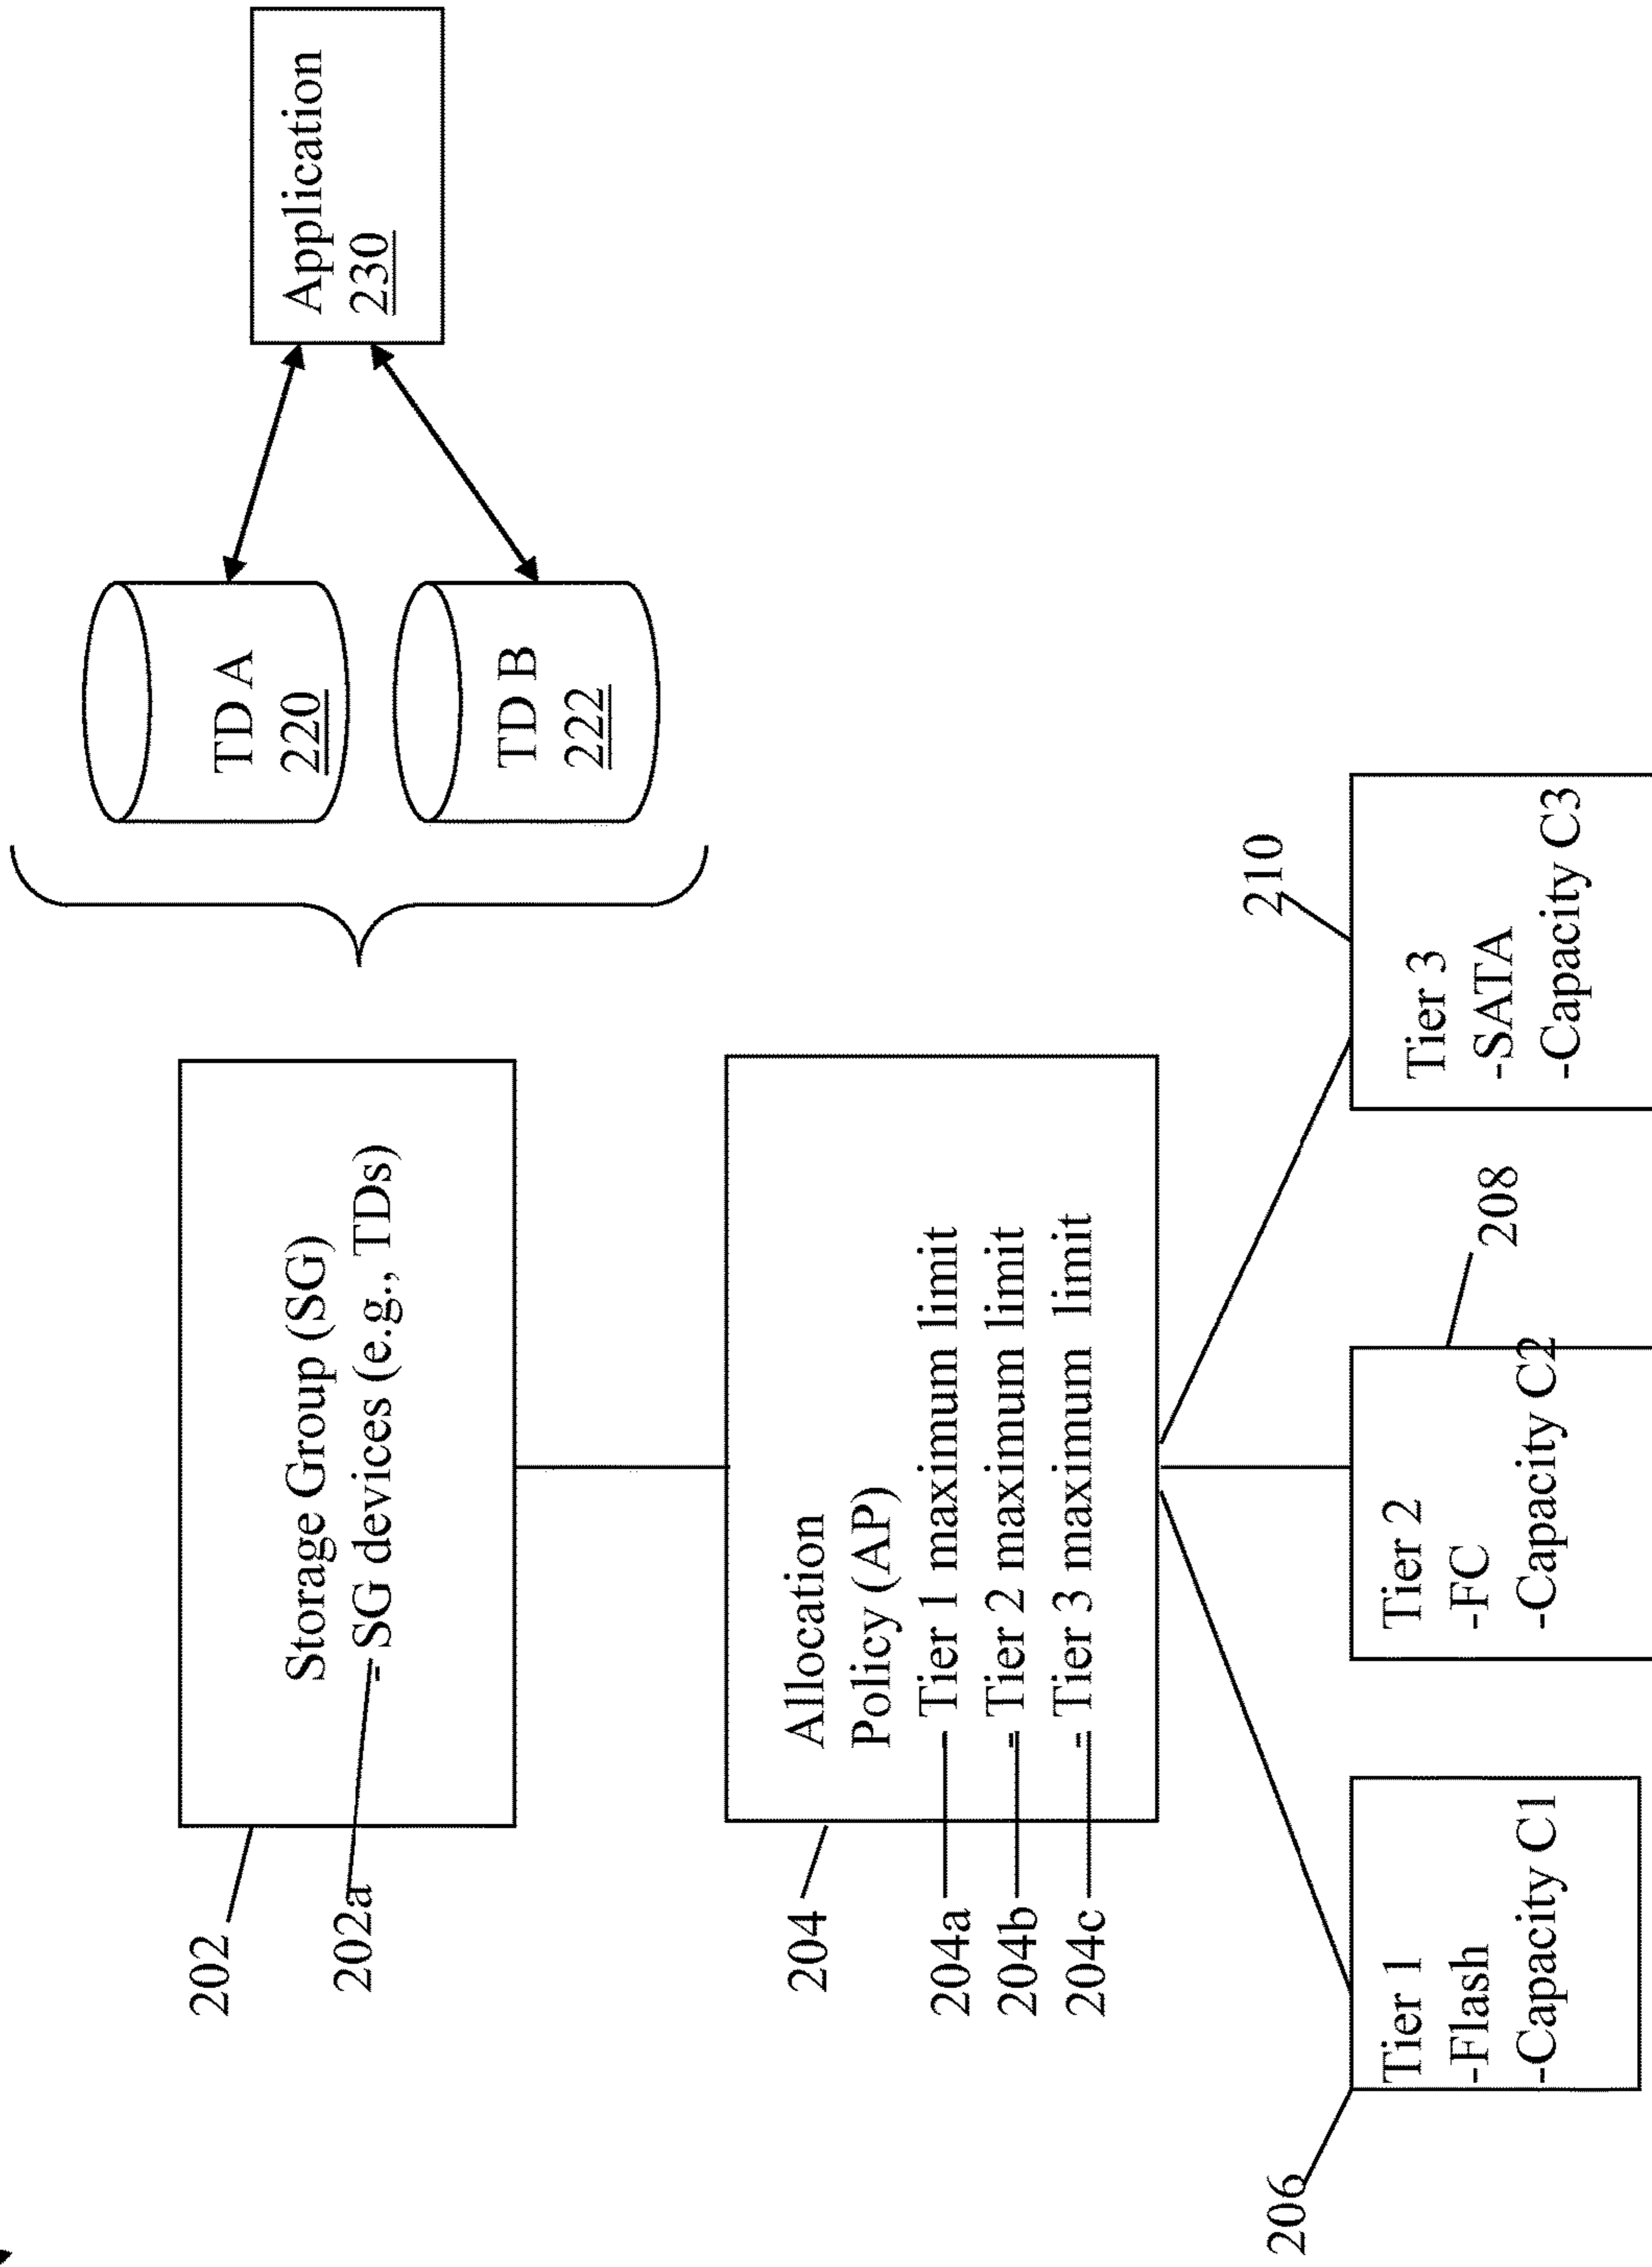 202
202a
Storage Group (SG)
- SG devices (e.g., TDs)
TD A
220
TD B
222
Application
230
204
204a
204b
204c
Allocation
Policy (AP)
-Tier 1 maximum limit
- Tier 2 maximum limit
- Tier 3 maximum limit
206
Tier 1
-Flash
-Capacity C1
208
Tier 2
-FC
-Capacity C2
210
Tier 3
-SATA
-Capacity C3